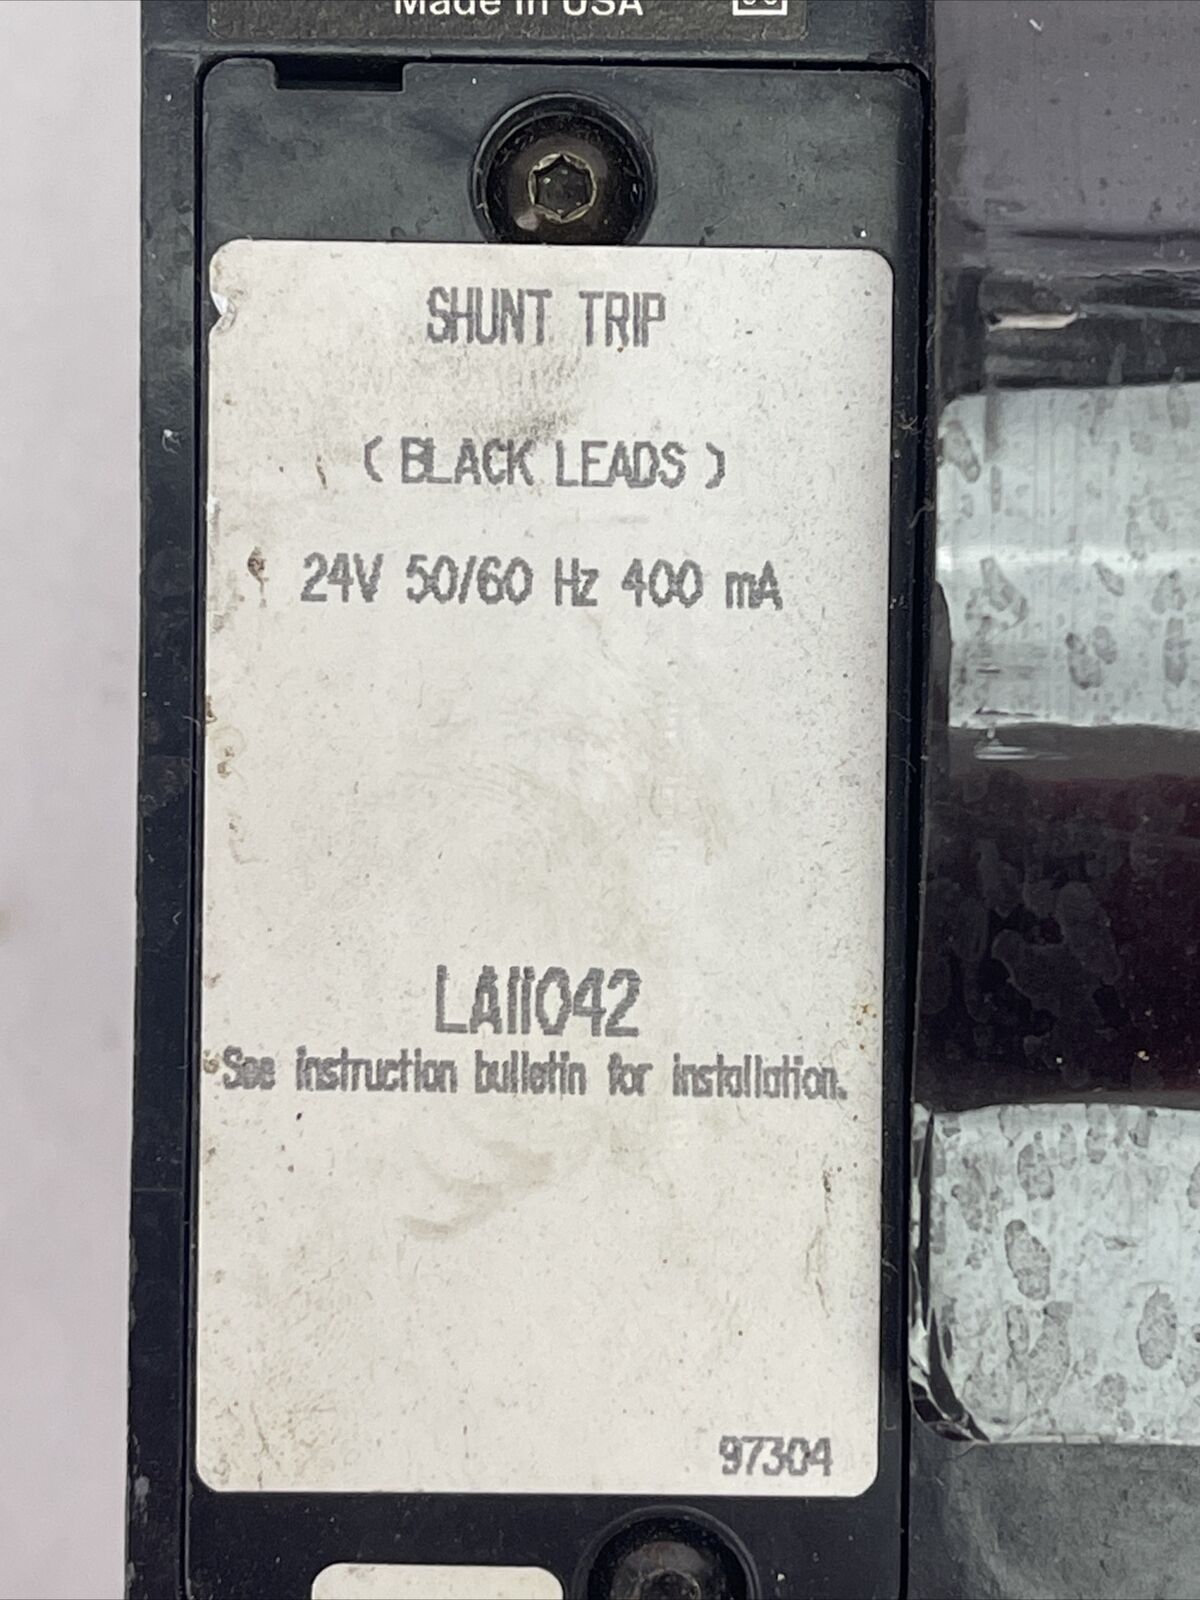 Made in USA
SHUNT TRIP
( BLACK LEADS )
24V 50/60 Hz 400 mA
LA11042
See instruction bulletin for installation.
97304